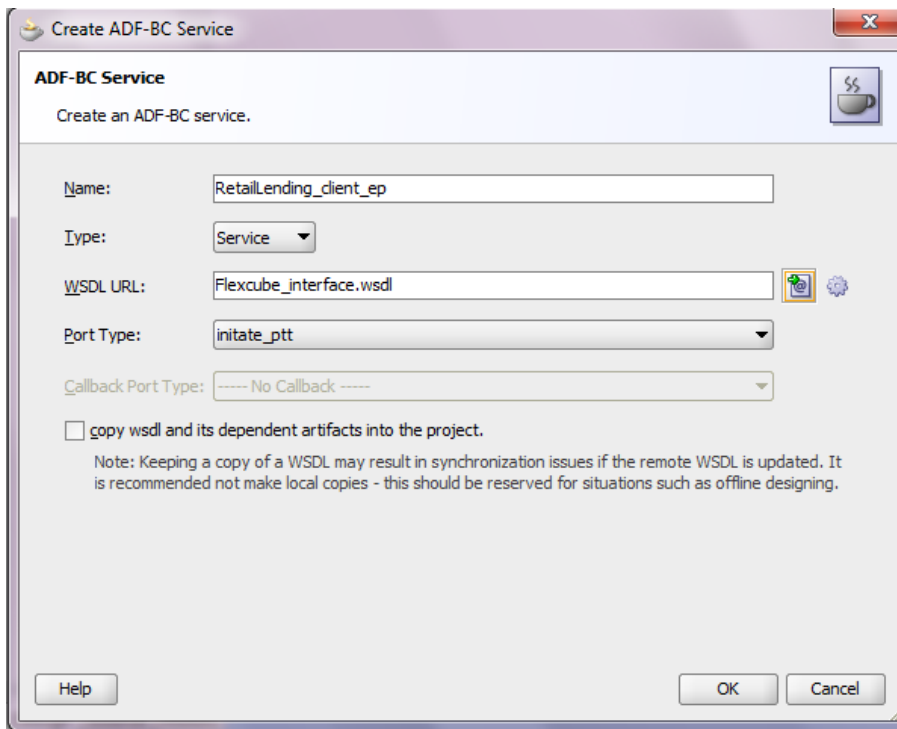 Create ADF-BC Service
ADF-BC Service
Create an ADF-BC service.
Name: RetailLending_client_ep
Type: Service
WSDL URL: Flexcube_interface.wsdl
Port Type: initate_ptt
Callback Port Type: ----- No Callback -----
copy wsdl and its dependent artifacts into the project.
Note: Keeping a copy of a WSDL may result in synchronization issues if the remote WSDL is updated. It
is recommended not make local copies - this should be reserved for situations such as offline designing.
Help OK Cancel